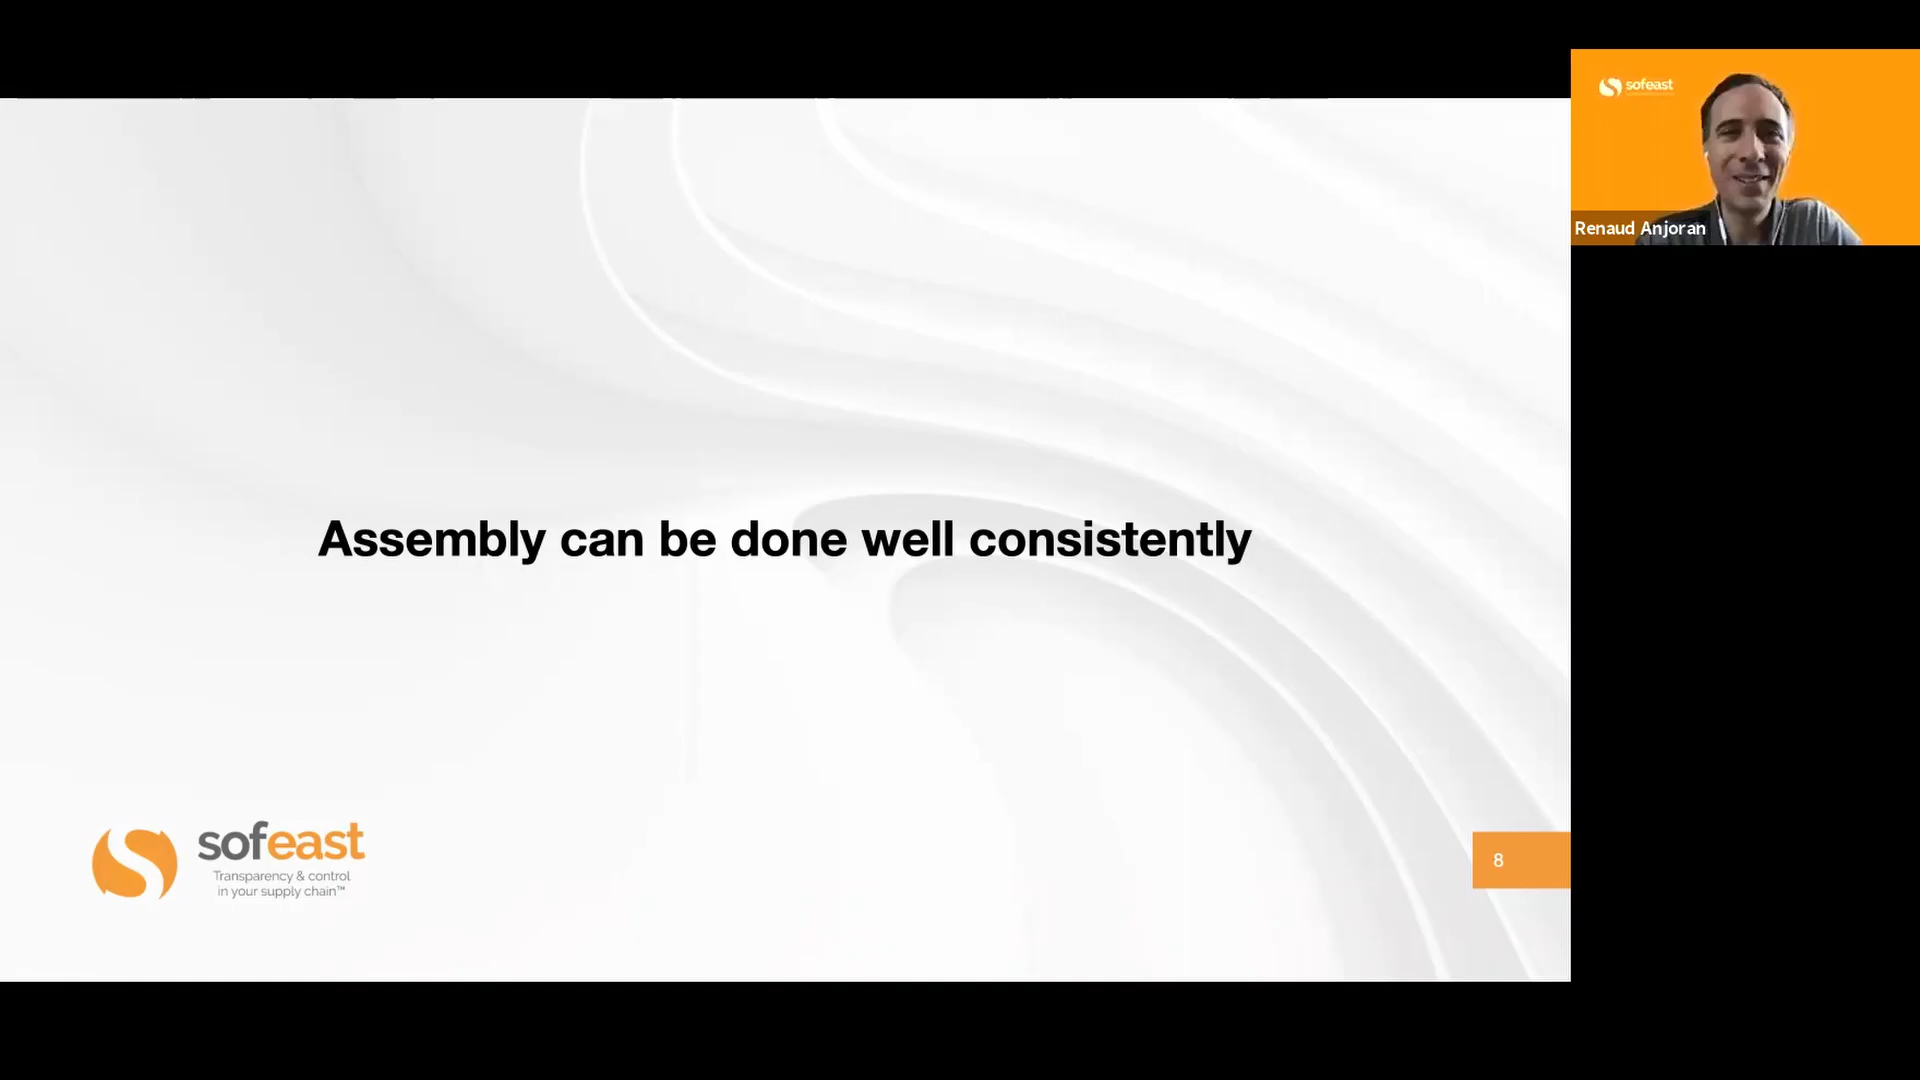 sofeast
Renaud Anjoran
Assembly can be done well consistently
sofeast
Transparency & control
in your supply chain™
8